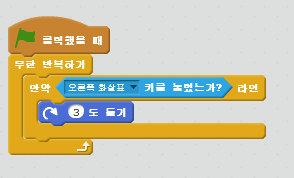 클릭했을 때
무한 반복하기
만약 오른쪽 화살표 키를 눌렀는가? 라면
3 도 돌기